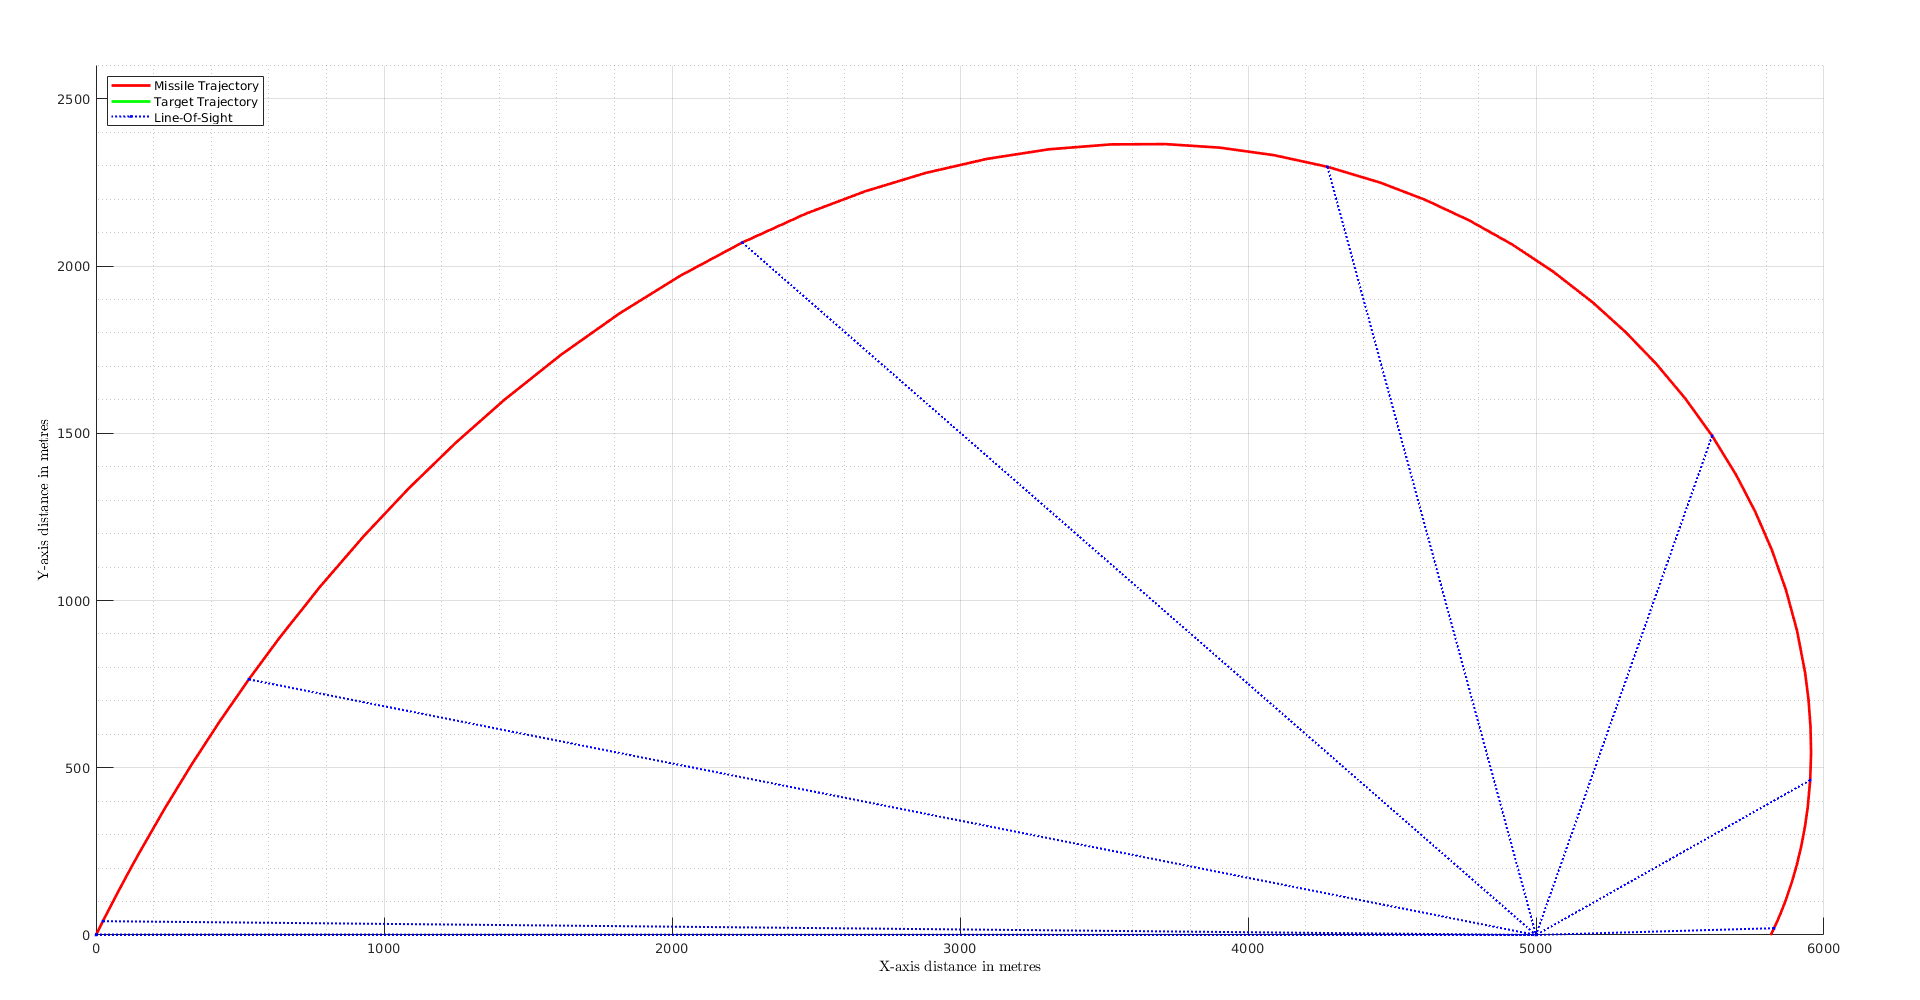 Missile Trajectory
Target Trajectory
Line-Of-Sight
2500
2000
1500
1000
500
0
Y-axis distance in metres
0 1000 2000 3000 4000 5000 6000
X-axis distance in metres